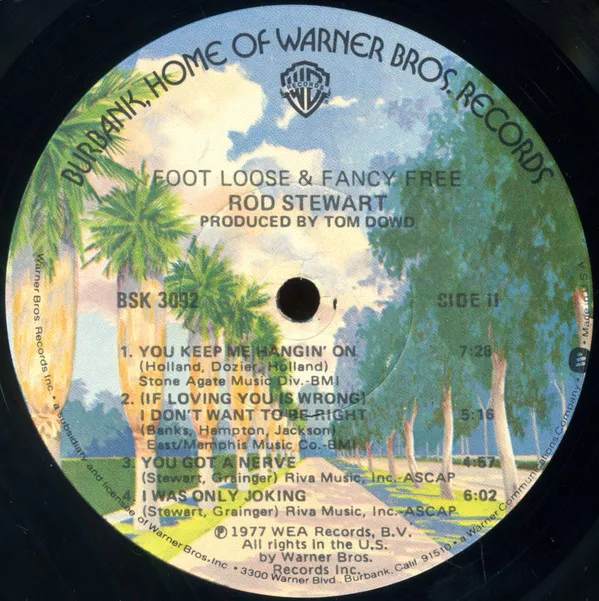 BURBANK, HOME OF WARNER BROS. RECORDS
RECORDS
FOOT LOOSE & FANCY FREE
ROD STEWART
PRODUCED BY TOM DOWD
BSK 3092
SIDE II
1. YOU KEEP ME HANGIN' ON 7:28
(Holland, Dozier, Holland)
Stone Agate Music Div.-BMI
2. (IF LOVING YOU IS WRONG)
I DON'T WANT TO BE RIGHT 5:16
(Banks, Hampton, Jackson)
East/Memphis Music Co.-BMI
3. YOU GOT A NERVE 4:57
(Stewart, Grainger) Riva Music, Inc.-ASCAP
4. I WAS ONLY JOKING 6:02
(Stewart, Grainger) Riva Music, Inc.-ASCAP
℗ 1977 WEA Records, B.V.
All rights in the U.S.
by Warner Bros.
Records Inc.
Warner Bros. Records Inc. • a subsidiary and licensee of Warner Bros. Inc. • 3300 Warner Blvd., Burbank, Calif. 91510 • a Warner Communications Company • Made in U.S.A.